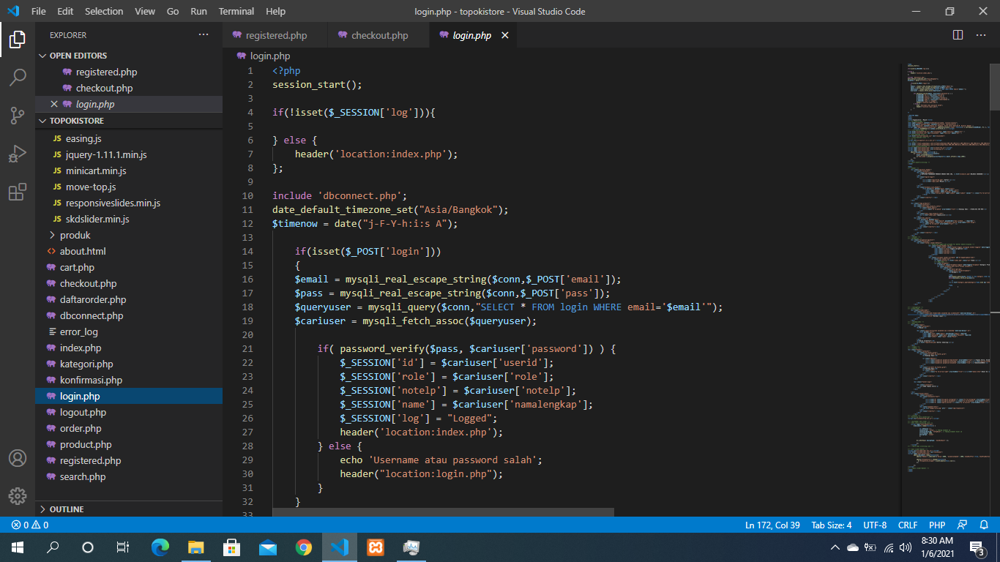 File Edit Selection View Go Run Terminal Help login.php - topokistore - Visual Studio Code
EXPLORER
OPEN EDITORS
registered.php
checkout.php
login.php
TOPOKISTORE
JS easing.js
JS jquery-1.11.1.min.js
JS minicart.min.js
JS move-top.js
JS responsiveslides.min.js
JS skdslider.min.js
produk
about.html
cart.php
checkout.php
daftarorder.php
dbconnect.php
error_log
index.php
kategori.php
konfirmasi.php
login.php
logout.php
order.php
product.php
registered.php
search.php
OUTLINE
registered.php checkout.php login.php
login.php
1 <?php
2 session_start();
3
4 if(!isset($_SESSION['log'])){
5
6 } else {
7 header('location:index.php');
8 };
9
10 include 'dbconnect.php';
11 date_default_timezone_set("Asia/Bangkok");
12 $timenow = date("j-F-Y-h:i:s A");
13
14 if(isset($_POST['login']))
15 {
16 $email = mysqli_real_escape_string($conn,$_POST['email']);
17 $pass = mysqli_real_escape_string($conn,$_POST['pass']);
18 $queryuser = mysqli_query($conn,"SELECT * FROM login WHERE email='$email'");
19 $cariuser = mysqli_fetch_assoc($queryuser);
20
21 if( password_verify($pass, $cariuser['password']) ) {
22 $_SESSION['id'] = $cariuser['userid'];
23 $_SESSION['role'] = $cariuser['role'];
24 $_SESSION['notelp'] = $cariuser['notelp'];
25 $_SESSION['name'] = $cariuser['namalengkap'];
26 $_SESSION['log'] = "Logged";
27 header('location:index.php');
28 } else {
29 echo 'Username atau password salah';
30 header("location:login.php");
31 }
32 }
33
0 0 Ln 172, Col 39 Tab Size: 4 UTF-8 CRLF PHP
8:30 AM
1/6/2021
3